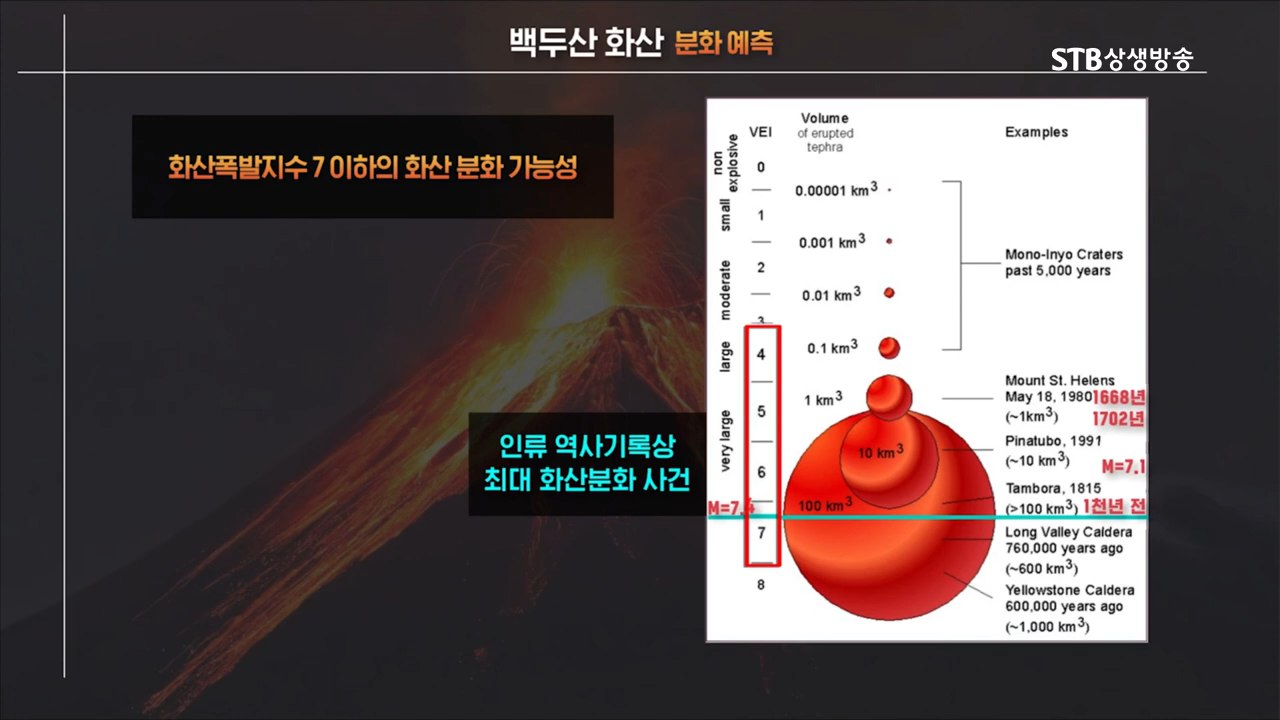 백두산 화산 분화 예측
STB상생방송
화산폭발지수 7 이하의 화산 분화 가능성
인류 역사기록상
최대 화산분화 사건
VEI
Volume
of erupted
tephra
Examples
non
explosive
0
0.00001 km³
small
1
0.001 km³
Mono-Inyo Craters
past 5,000 years
moderate
2
0.01 km³
3
large
4
0.1 km³
Mount St. Helens
May 18, 1980
(~1km³)
1668년
1702년
very large
5
1 km³
Pinatubo, 1991
(~10 km³)
M=7.1
6
10 km³
Tambora, 1815
(>100 km³)
1천년 전
M=7.4
100 km³
7
Long Valley Caldera
760,000 years ago
(~600 km³)
8
Yellowstone Caldera
600,000 years ago
(~1,000 km³)